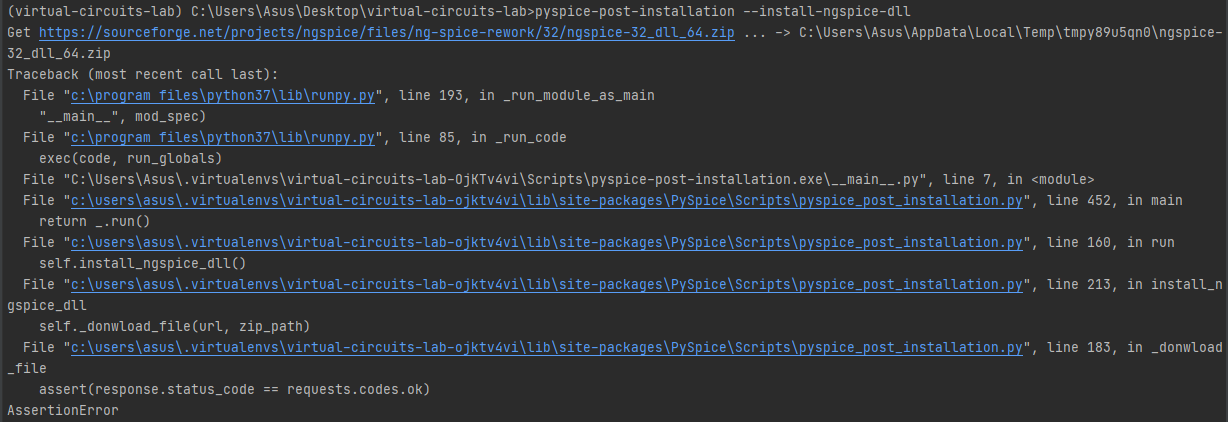 (virtual-circuits-lab) C:\Users\Asus\Desktop\virtual-circuits-lab>pyspice-post-installation --install-ngspice-dll
Get https://sourceforge.net/projects/ngspice/files/ng-spice-rework/32/ngspice-32_dll_64.zip ... -> C:\Users\Asus\AppData\Local\Temp\tmpy89u5qn0\ngspice-
32_dll_64.zip
Traceback (most recent call last):
  File "c:\program files\python37\lib\runpy.py", line 193, in _run_module_as_main
    "__main__", mod_spec)
  File "c:\program files\python37\lib\runpy.py", line 85, in _run_code
    exec(code, run_globals)
  File "C:\Users\Asus\.virtualenvs\virtual-circuits-lab-OjKTv4vi\Scripts\pyspice-post-installation.exe\__main__.py", line 7, in <module>
  File "c:\users\asus\.virtualenvs\virtual-circuits-lab-ojktv4vi\lib\site-packages\PySpice\Scripts\pyspice_post_installation.py", line 452, in main
    return _.run()
  File "c:\users\asus\.virtualenvs\virtual-circuits-lab-ojktv4vi\lib\site-packages\PySpice\Scripts\pyspice_post_installation.py", line 160, in run
    self.install_ngspice_dll()
  File "c:\users\asus\.virtualenvs\virtual-circuits-lab-ojktv4vi\lib\site-packages\PySpice\Scripts\pyspice_post_installation.py", line 213, in install_n
gspice_dll
    self._donwload_file(url, zip_path)
  File "c:\users\asus\.virtualenvs\virtual-circuits-lab-ojktv4vi\lib\site-packages\PySpice\Scripts\pyspice_post_installation.py", line 183, in _donwload
_file
    assert(response.status_code == requests.codes.ok)
AssertionError